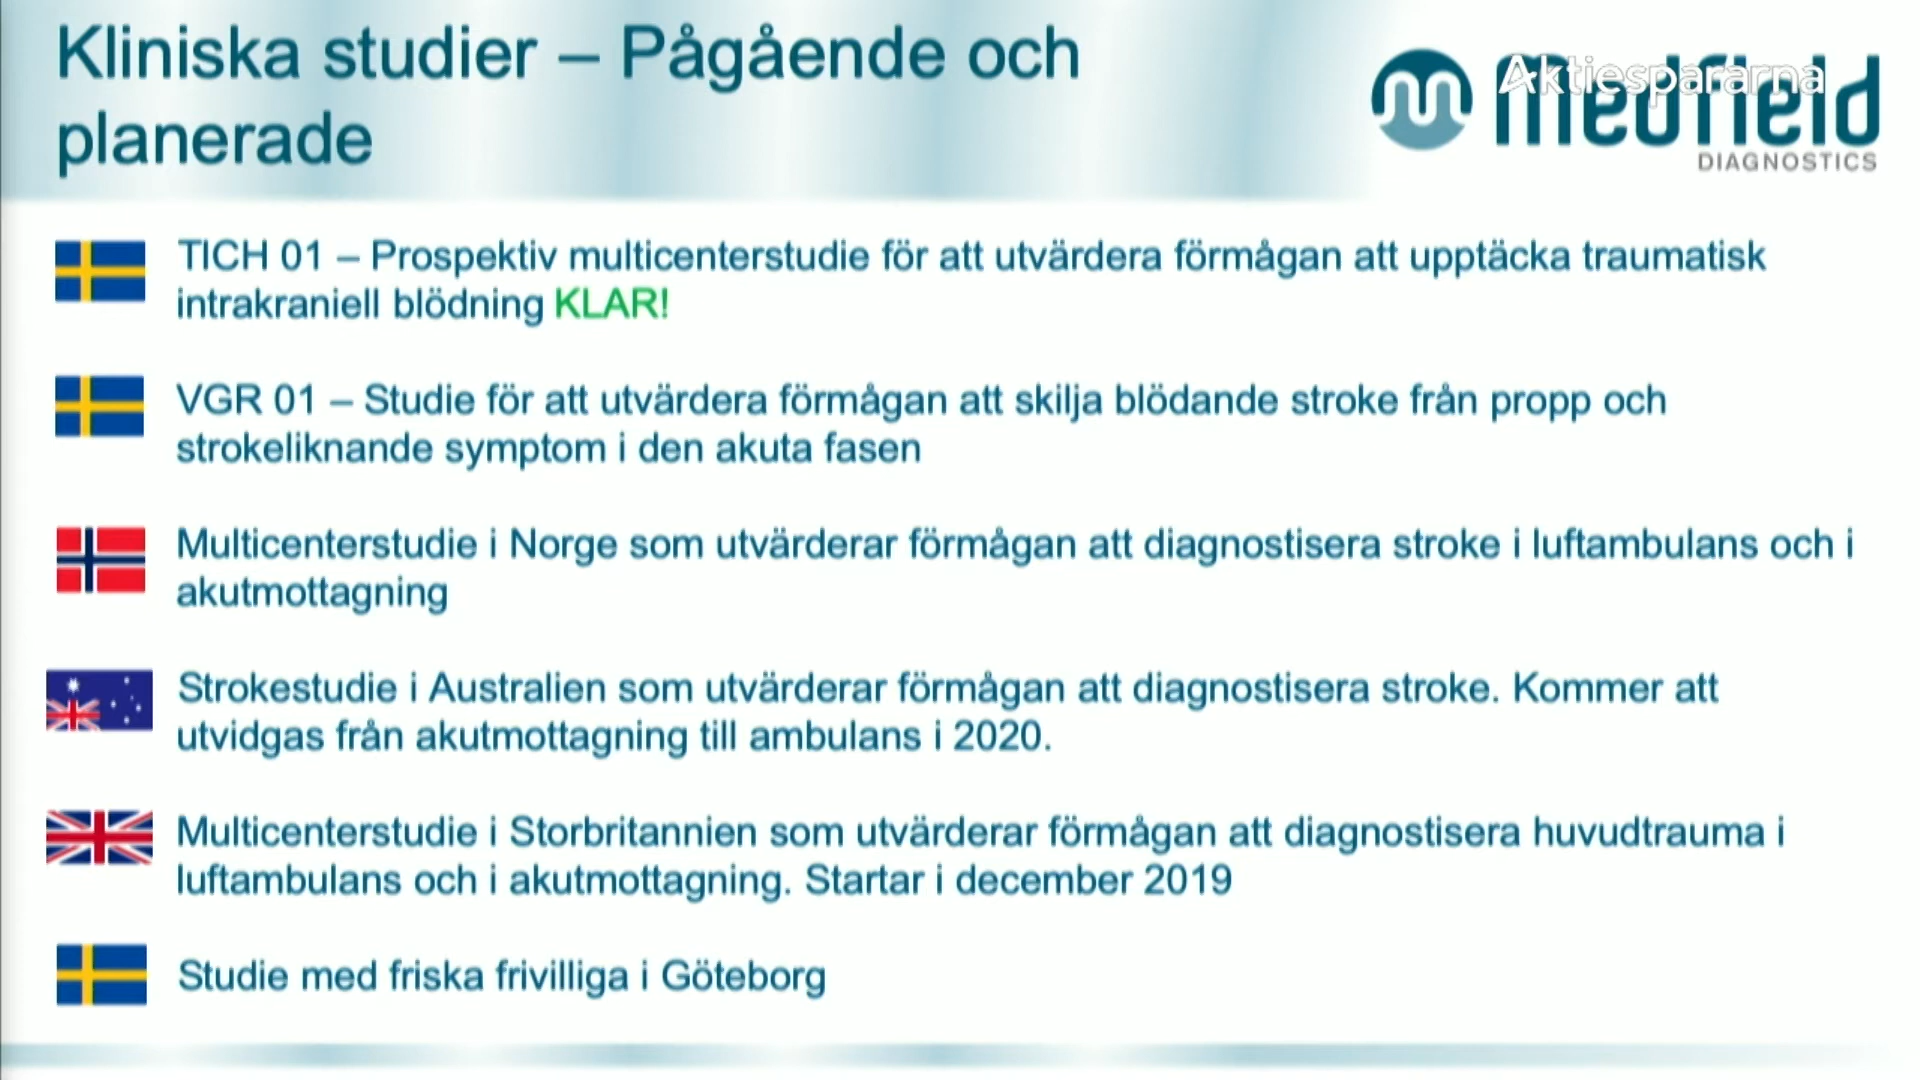 Kliniska studier – Pågående och
planerade
Aktiespararna
Medfield
DIAGNOSTICS
TICH 01 – Prospektiv multicenterstudie för att utvärdera förmågan att upptäcka traumatisk
intrakraniell blödning KLAR!
VGR 01 – Studie för att utvärdera förmågan att skilja blödande stroke från propp och
strokeliknande symptom i den akuta fasen
Multicenterstudie i Norge som utvärderar förmågan att diagnostisera stroke i luftambulans och i
akutmottagning
Strokestudie i Australien som utvärderar förmågan att diagnostisera stroke. Kommer att
utvidgas från akutmottagning till ambulans i 2020.
Multicenterstudie i Storbritannien som utvärderar förmågan att diagnostisera huvudtrauma i
luftambulans och i akutmottagning. Startar i december 2019
Studie med friska frivilliga i Göteborg